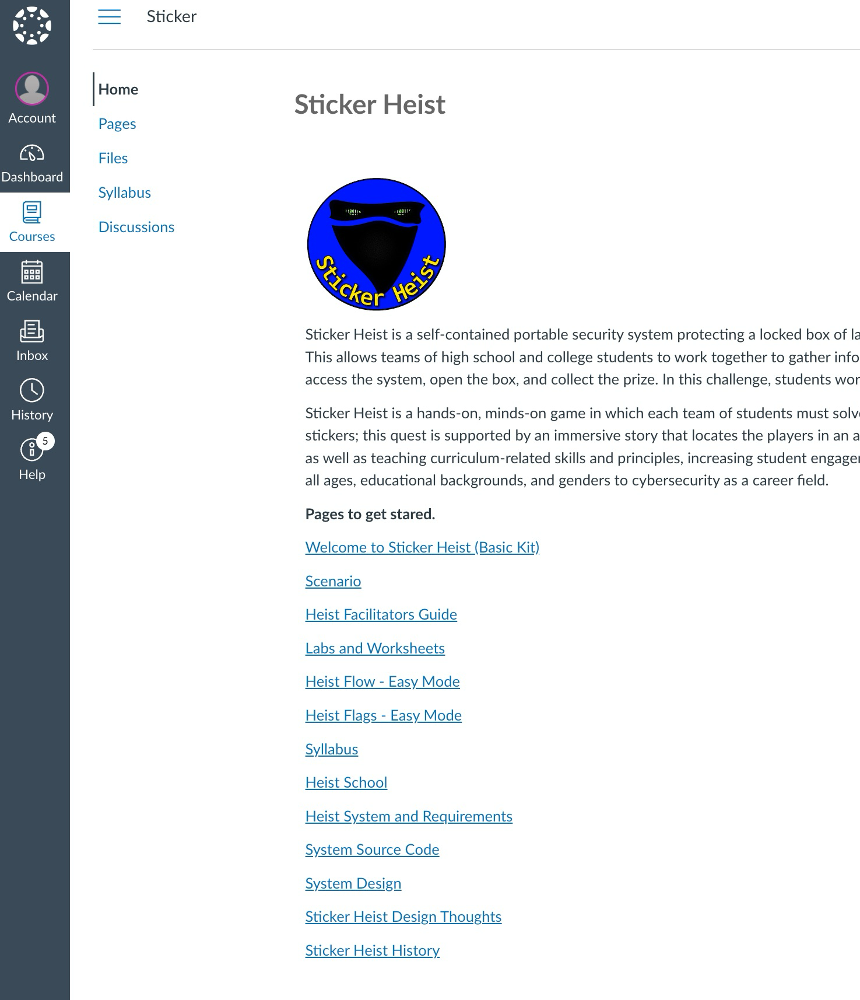 Sticker
Account
Dashboard
Courses
Calendar
Inbox
History
5
Help
Home
Pages
Files
Syllabus
Discussions
Sticker Heist
Sticker Heist
Sticker Heist is a self-contained portable security system protecting a locked box of la
This allows teams of high school and college students to work together to gather info
access the system, open the box, and collect the prize. In this challenge, students wor
Sticker Heist is a hands-on, minds-on game in which each team of students must solve
stickers; this quest is supported by an immersive story that locates the players in an a
as well as teaching curriculum-related skills and principles, increasing student engage
all ages, educational backgrounds, and genders to cybersecurity as a career field.
Pages to get stared.
Welcome to Sticker Heist (Basic Kit)
Scenario
Heist Facilitators Guide
Labs and Worksheets
Heist Flow - Easy Mode
Heist Flags - Easy Mode
Syllabus
Heist School
Heist System and Requirements
System Source Code
System Design
Sticker Heist Design Thoughts
Sticker Heist History